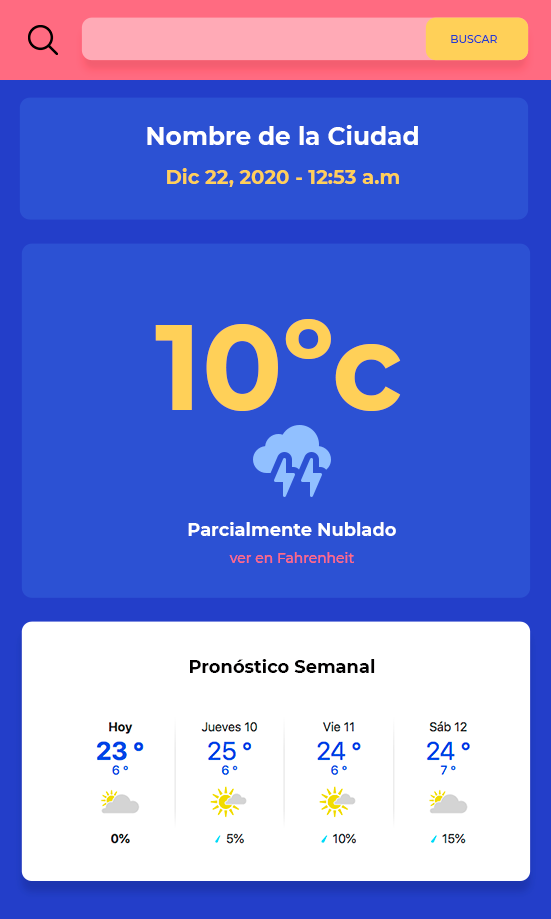 BUSCAR
Nombre de la Ciudad
Dic 22, 2020 - 12:53 a.m
10°c
Parcialmente Nublado
ver en Fahrenheit
Pronóstico Semanal
Hoy Jueves 10 Vie 11 Sáb 12
23 ° 25 ° 24 ° 24 °
6 ° 6 ° 6 ° 7 °
0% 5% 10% 15%